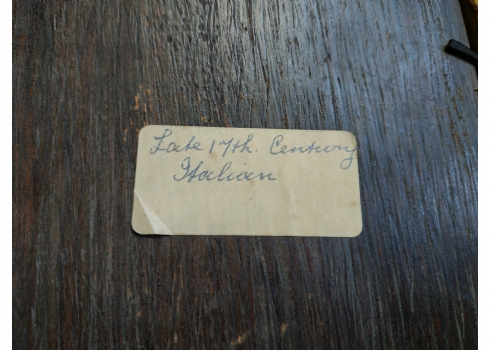 Late 17th. Century
Italian